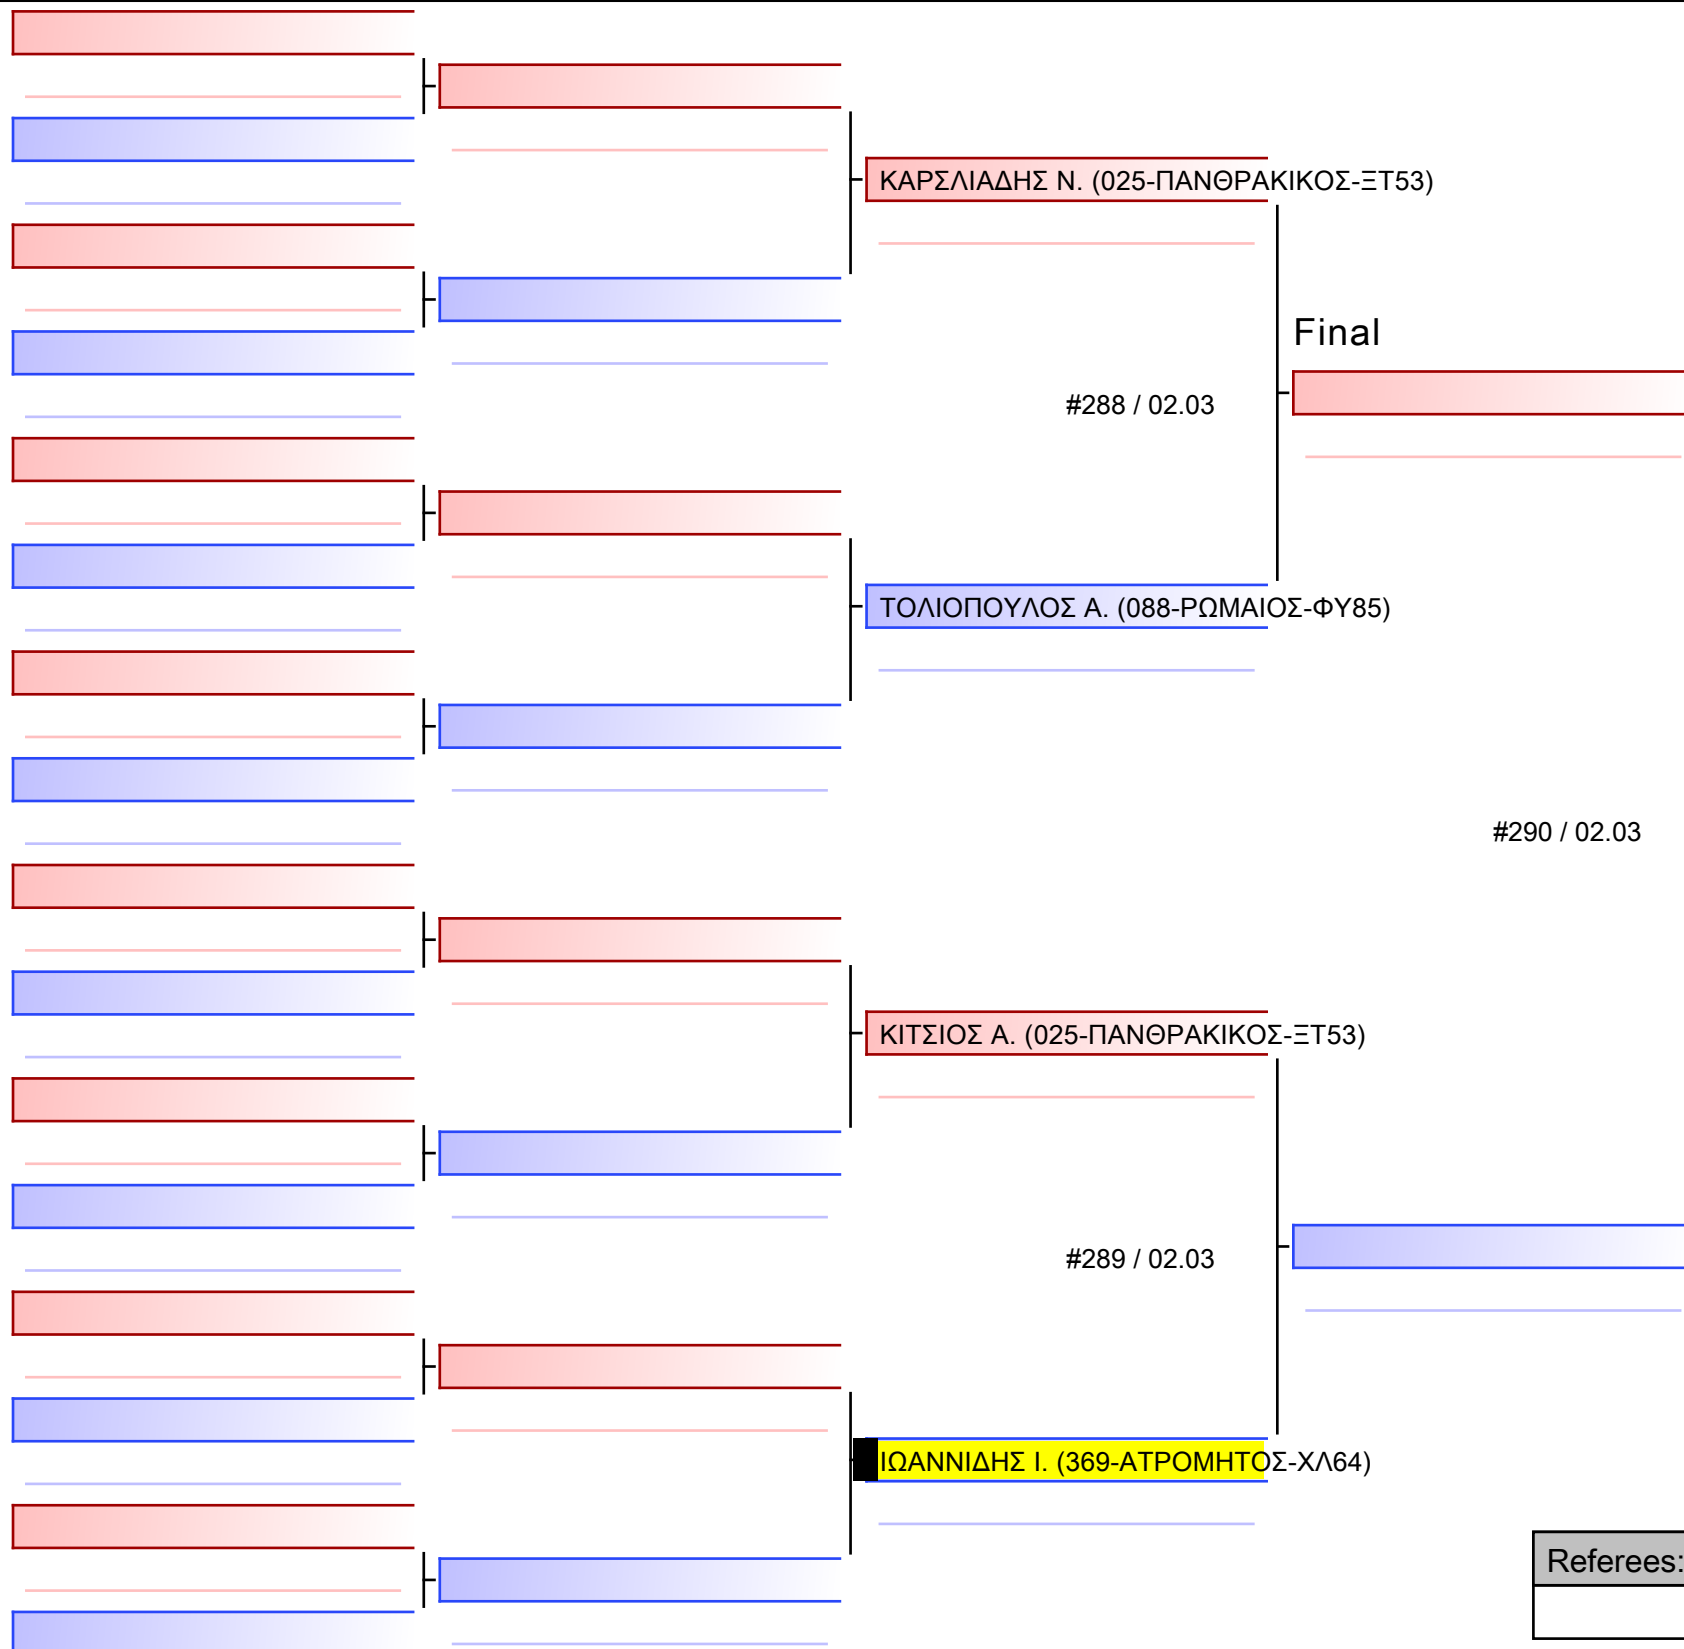 ΚΑΡΣΛΙΑΔΗΣ Ν. (025-ΠΑΝΘΡΑΚΙΚΟΣ-ΞΤ53)
Final
#288 / 02.03
ΤΟΛΙΟΠΟΥΛΟΣ Α. (088-ΡΩΜΑΙΟΣ-ΦΥ85)
#290 / 02.03
ΚΙΤΣΙΟΣ Α. (025-ΠΑΝΘΡΑΚΙΚΟΣ-ΞΤ53)
#289 / 02.03
ΙΩΑΝΝΙΔΗΣ Ι. (369-ΑΤΡΟΜΗΤΟΣ-ΧΛ64)
Referees: